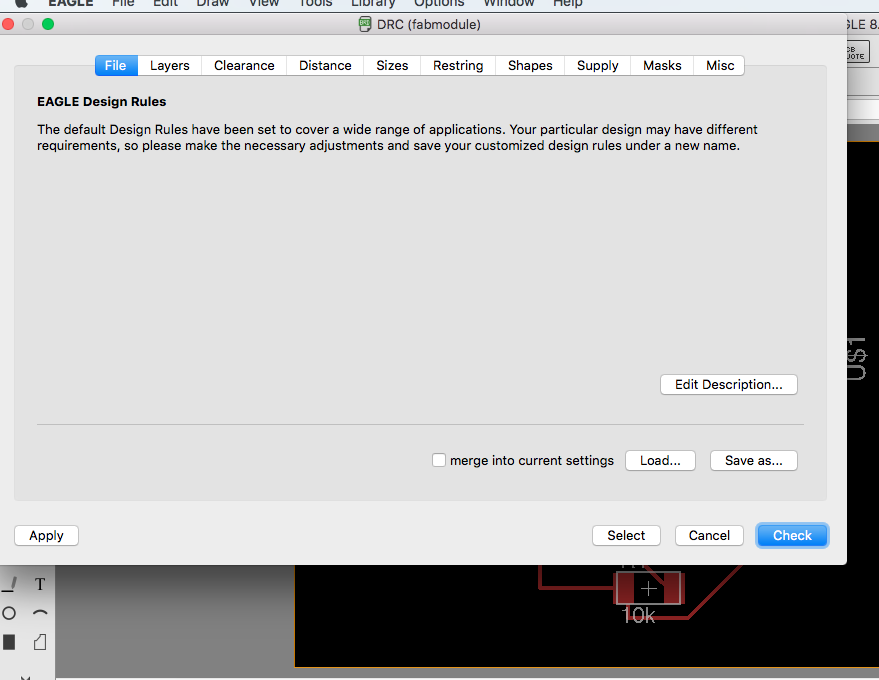 EAGLE File Edit Draw View Tools Library Options Window Help
DRC (fabmodule)
GLE 8.
File Layers Clearance Distance Sizes Restring Shapes Supply Masks Misc
EAGLE Design Rules
The default Design Rules have been set to cover a wide range of applications. Your particular design may have different
requirements, so please make the necessary adjustments and save your customized design rules under a new name.
U$1
Edit Description...
merge into current settings Load... Save as...
Apply Select Cancel Check
T
10k